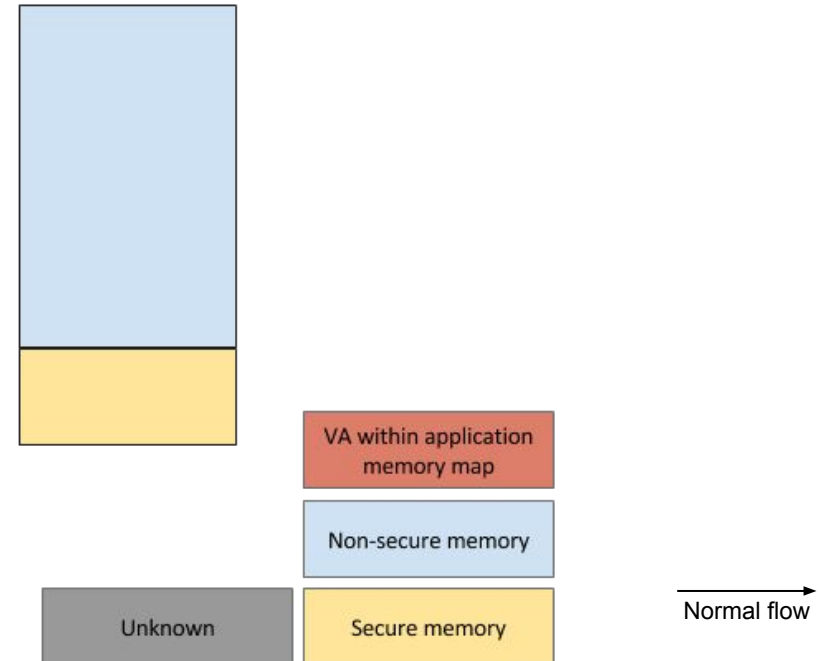 VA within application
memory map
Non-secure memory
Unknown
Secure memory
Normal flow